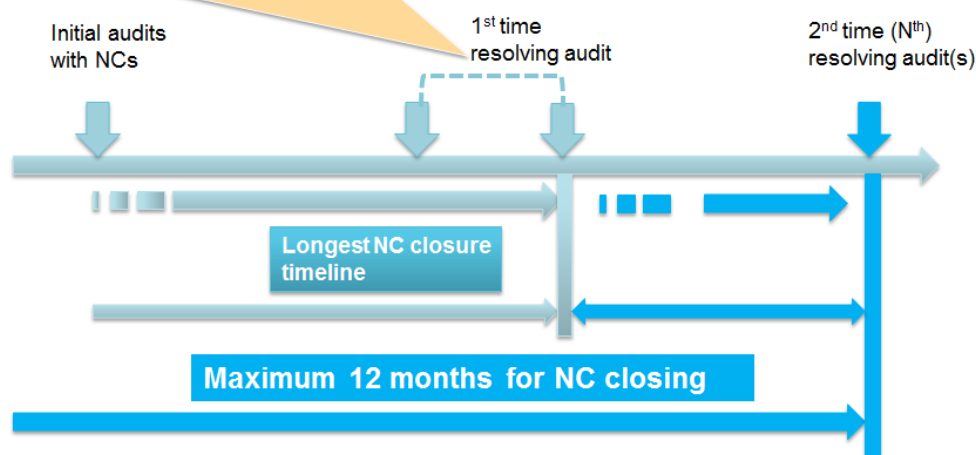 Initial audits
with NCs
1st time
resolving audit
2nd time (Nth)
resolving audit(s)
Longest NC closure
timeline
Maximum 12 months for NC closing